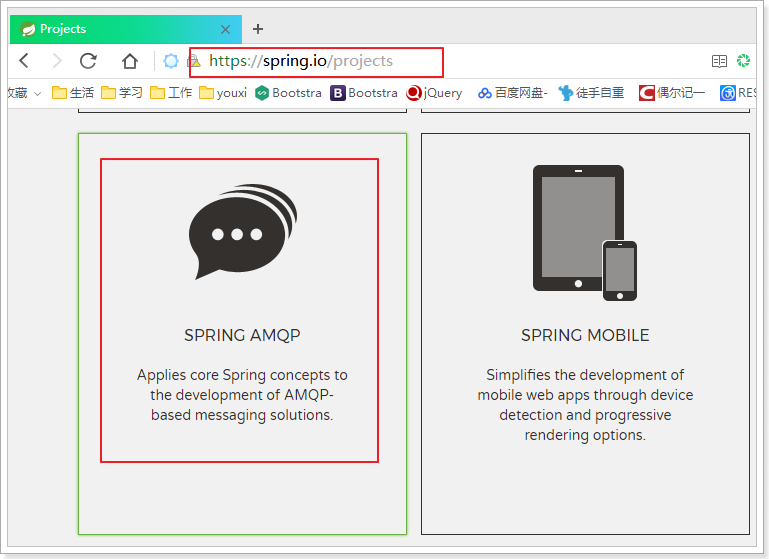 Projects
https://spring.io/projects
收藏 生活 学习 工作 youxi Bootstra Bootstra jQuery 百度网盘- 徒手自重 偶尔记一 RES
SPRING AMQP
Applies core Spring concepts to
the development of AMQP-
based messaging solutions.
SPRING MOBILE
Simplifies the development of
mobile web apps through device
detection and progressive
rendering options.